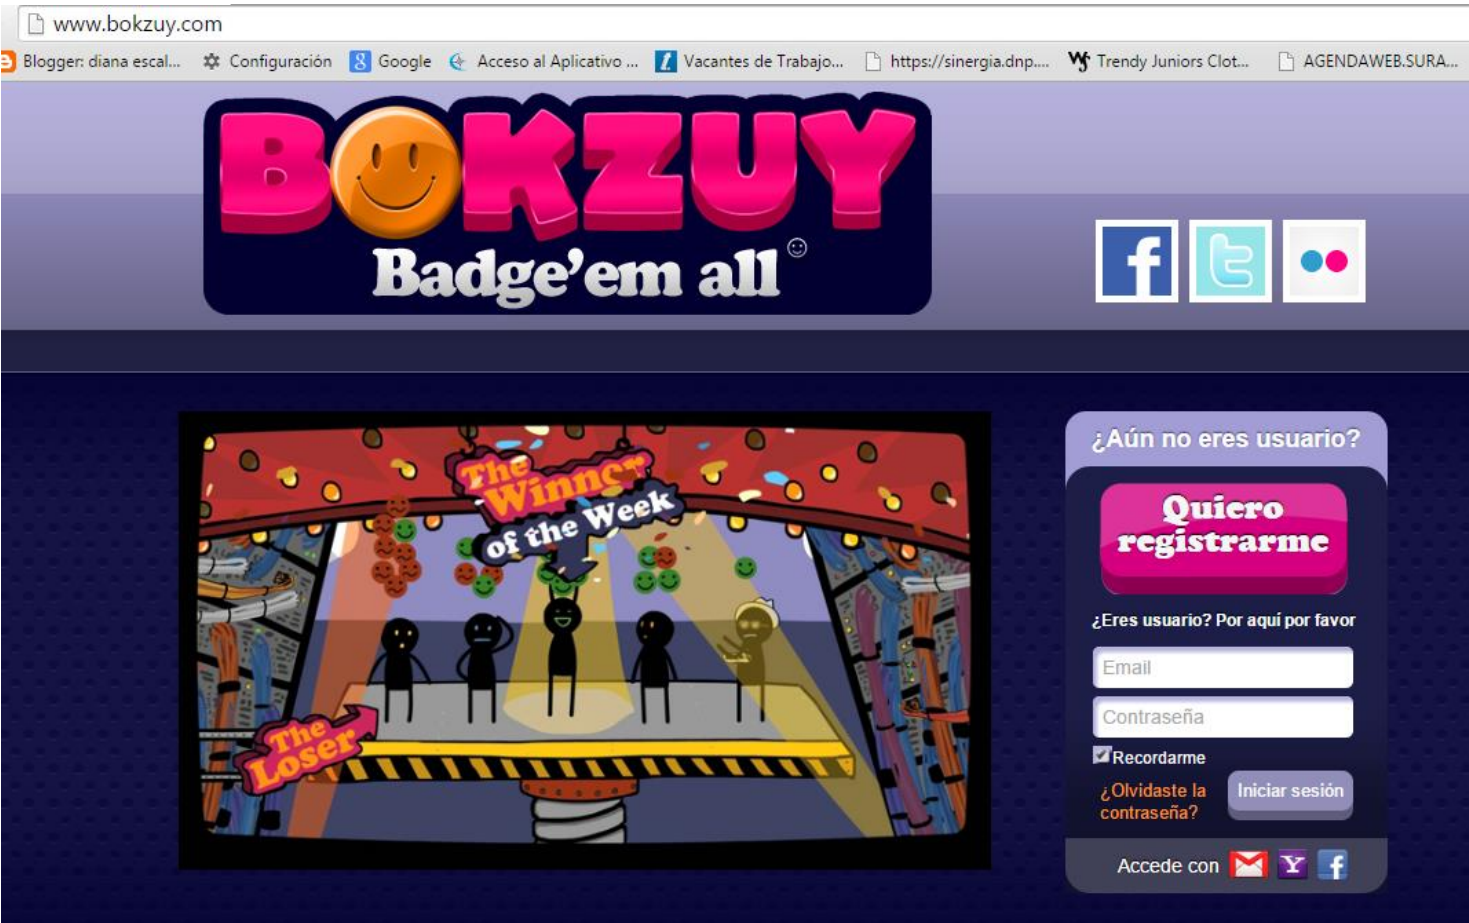 www.bokzuy.com
Blogger: diana escal... Configuración Google Acceso al Aplicativo ... Vacantes de Trabajo... https://sinergia.dnp.... Trendy Juniors Clot... AGENDAWEB.SURA...
BOKZUY
Badge'em all
The
Winner
of the Week
The
Loser
¿Aún no eres usuario?
Quiero
registrarme
¿Eres usuario? Por aquí por favor
Email
Contraseña
Recordarme
¿Olvidaste la
contraseña?
Iniciar sesión
Accede con